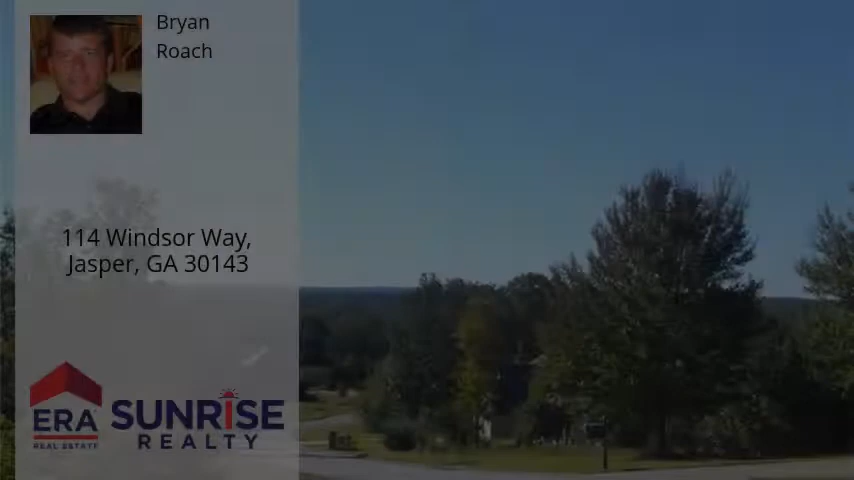 Bryan
Roach
114 Windsor Way,
Jasper, GA 30143
ERA
REAL ESTATE
SUNRISE
REALTY